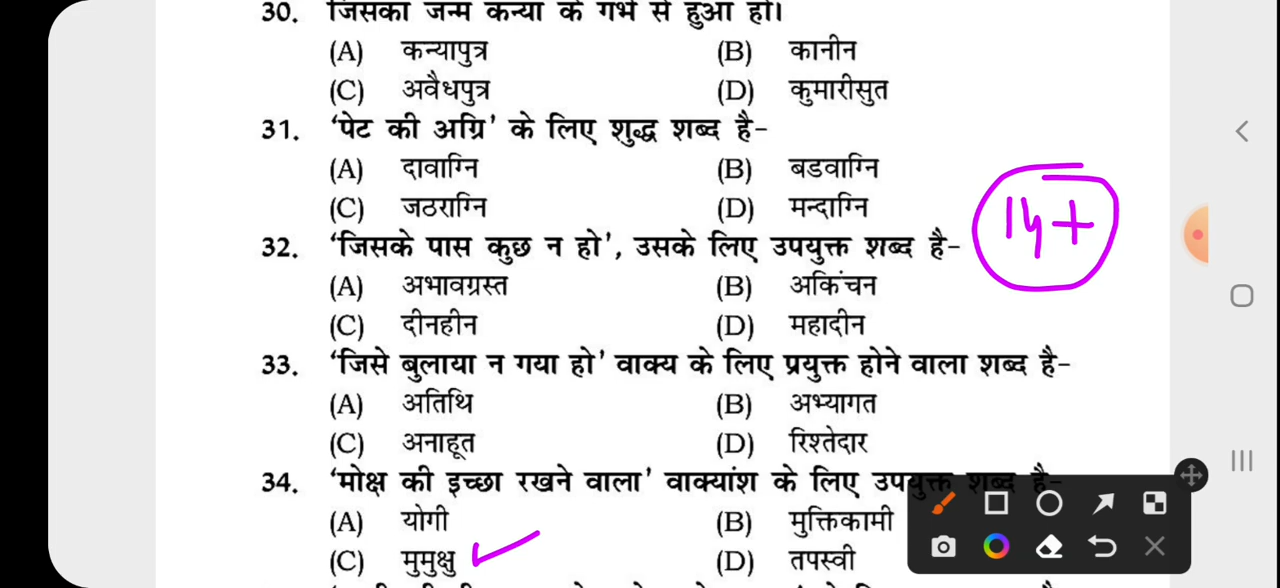 30. जिसका जन्म कन्या के गर्भ से हुआ हो।
(A) कन्यापुत्र (B) कानीन
(C) अवैधपुत्र (D) कुमारीसुत
31. ‘पेट की अग्रि’ के लिए शुद्ध शब्द है-
(A) दावाग्नि (B) बडवाग्नि
(C) जठराग्नि (D) मन्दाग्नि
14+
32. ‘जिसके पास कुछ न हो’, उसके लिए उपयुक्त शब्द है-
(A) अभावग्रस्त (B) अकिंचन
(C) दीनहीन (D) महादीन
33. ‘जिसे बुलाया न गया हो’ वाक्य के लिए प्रयुक्त होने वाला शब्द है-
(A) अतिथि (B) अभ्यागत
(C) अनाहूत (D) रिश्तेदार
34. ‘मोक्ष की इच्छा रखने वाला’ वाक्यांश के लिए उपयुक्त शब्द है-
(A) योगी (B) मुक्तिकामी
(C) मुमुक्षु (D) तपस्वी